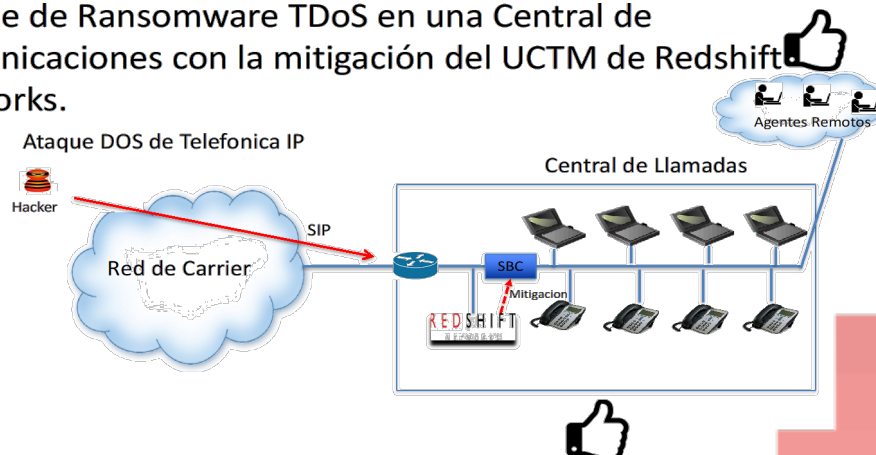 e de Ransomware TDoS en una Central de
nicaciones con la mitigación del UCTM de Redshift
orks.
Ataque DOS de Telefonica IP
Hacker
Red de Carrier
SIP
Agentes Remotos
Central de Llamadas
SBC
Mitigacion
REDSHIFT